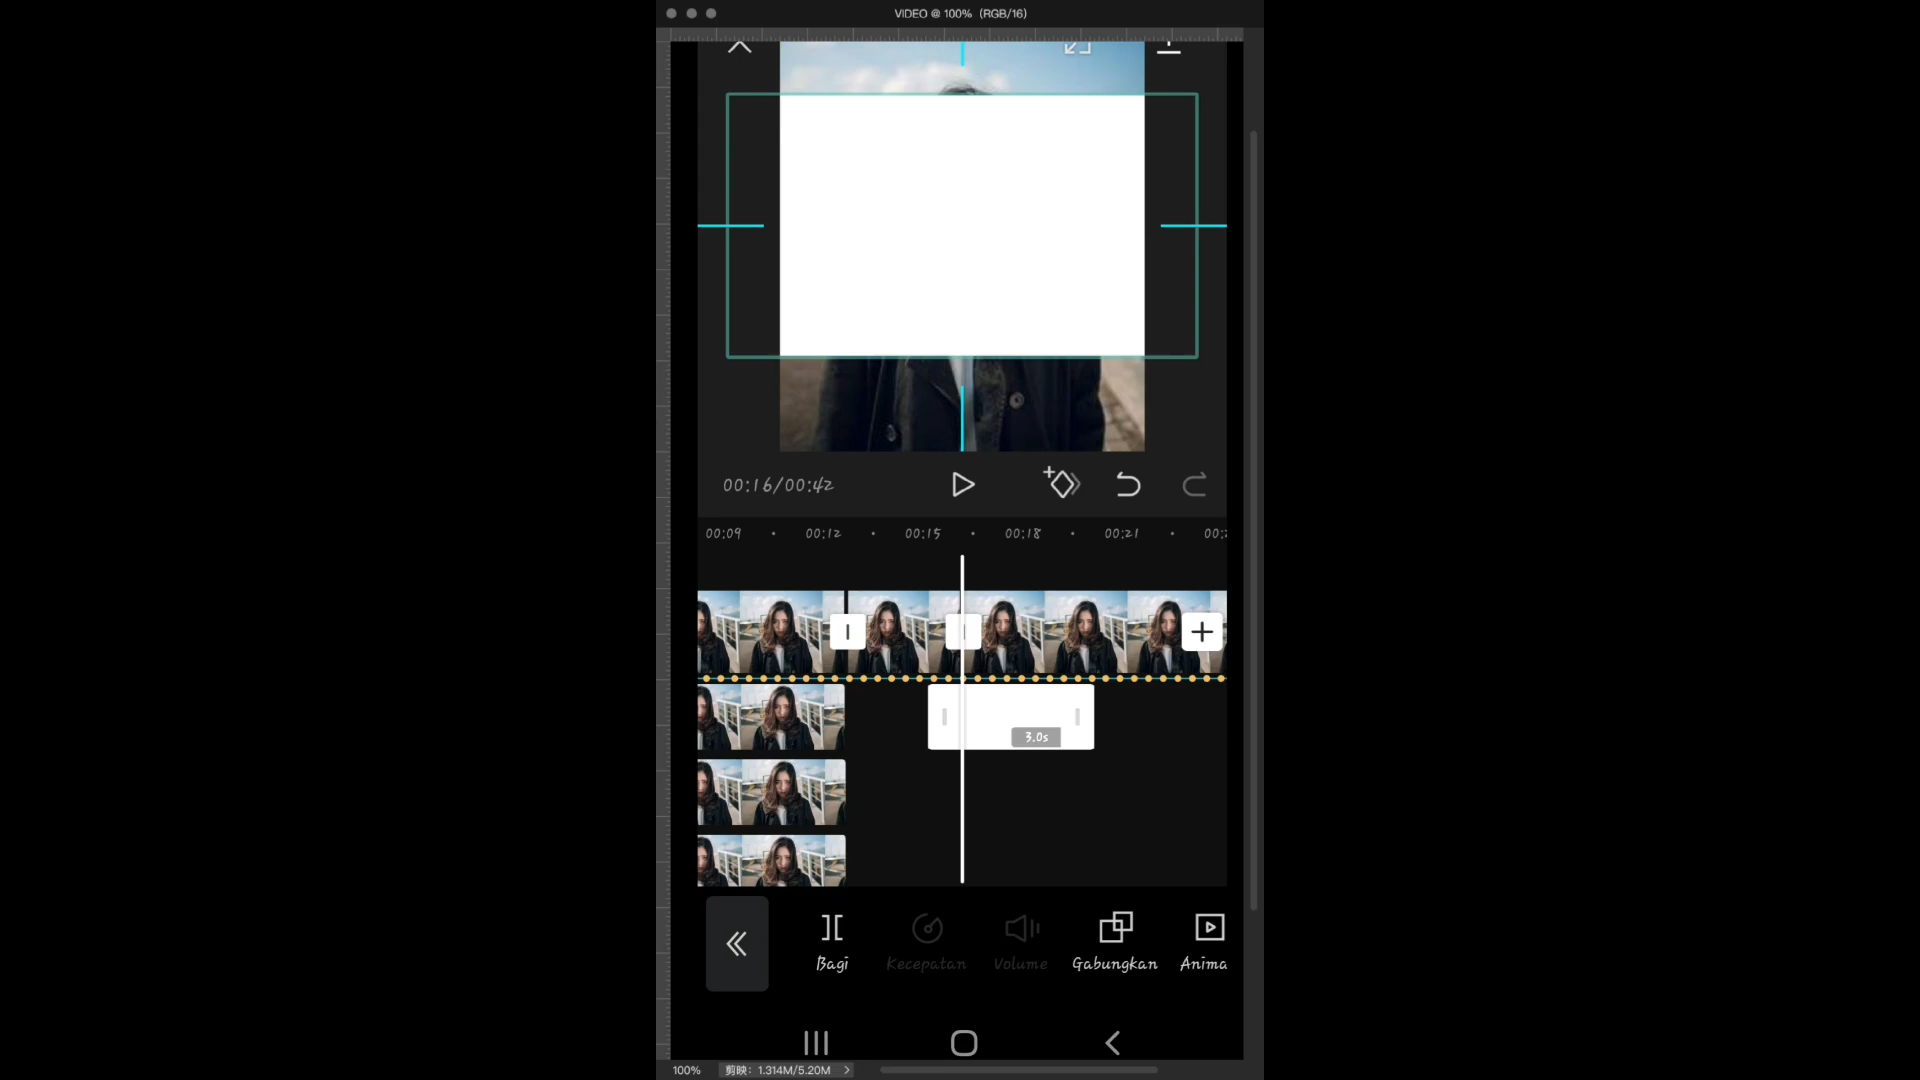 VIDEO @ 100% (RGB/16)
00:16/00:42
00:09 00:12 00:15 00:18 00:21
3.0s
Bagi Kecepatan Volume Gabungkan Anima
100% 剪映: 1.314M/5.20M